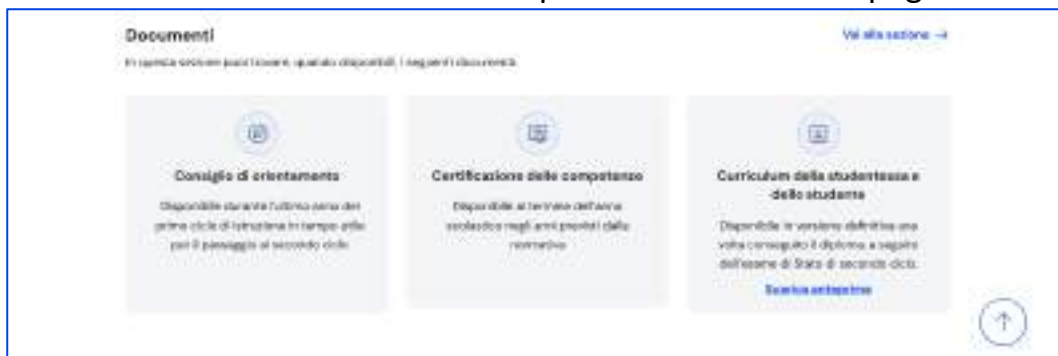 Documenti
Vai alla sezione →
In questa sezione puoi trovare, quando disponibili, i seguenti documenti:
Consiglio di orientamento
Disponibile durante l'ultimo anno del
primo ciclo di istruzione in tempo utile
per il passaggio al secondo ciclo
Certificazione delle competenze
Disponibile al termine dell'anno
scolastico negli anni previsti dalla
normativa
Curriculum della studentessa e
dello studente
Disponibile in versione definitiva una
volta conseguito il diploma a seguito
dell'esame di Stato di secondo ciclo.
Scarica anteprima